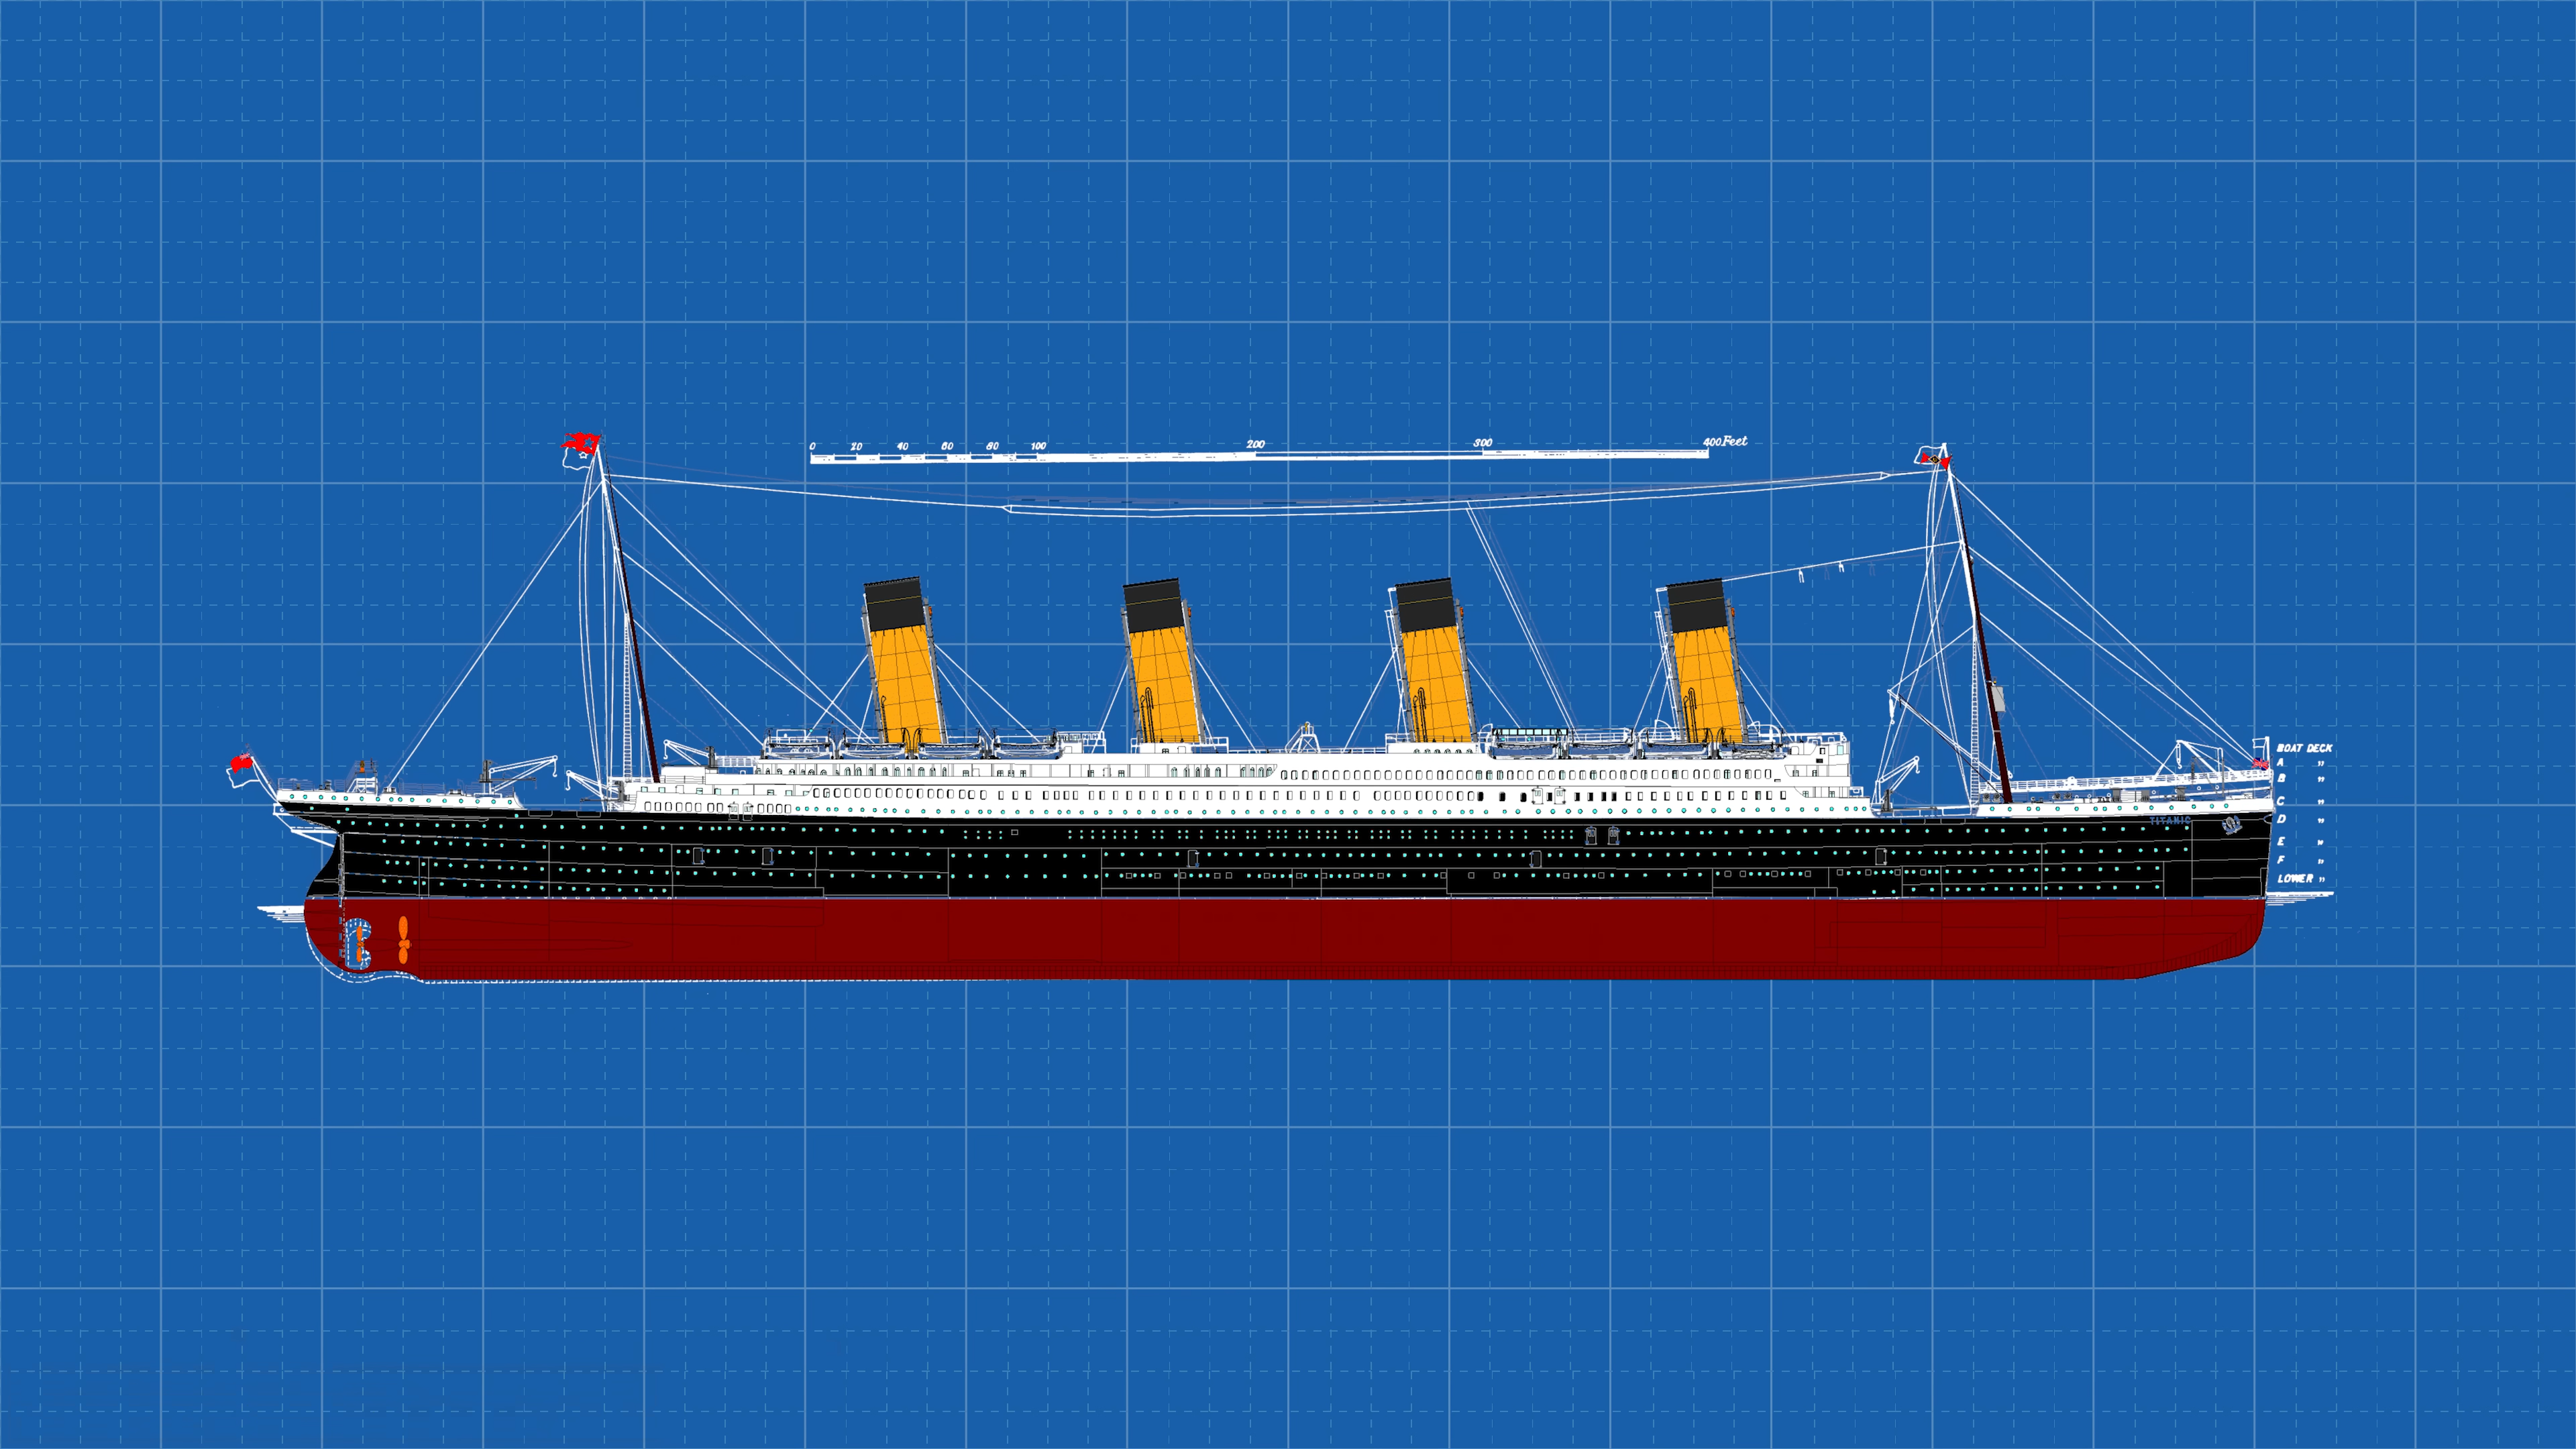 0 20 40 60 80 100 200 300 400 Feet
BOAT DECK
A "
B "
C "
D "
E "
F "
LOWER "
TITANIC